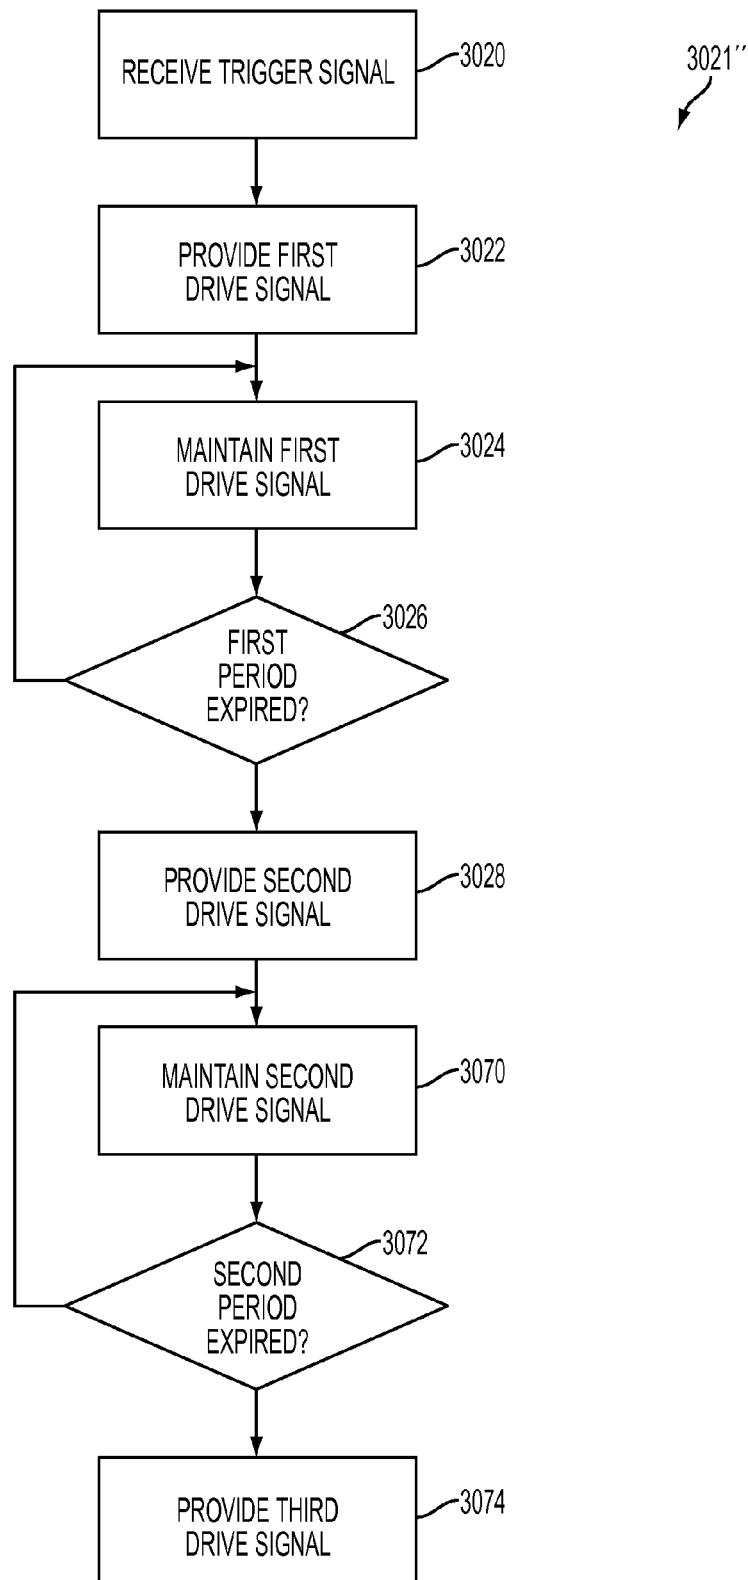 RECEIVE TRIGGER SIGNAL
3020
3021''
PROVIDE FIRST
DRIVE SIGNAL
3022
MAINTAIN FIRST
DRIVE SIGNAL
3024
FIRST
PERIOD
EXPIRED?
3026
PROVIDE SECOND
DRIVE SIGNAL
3028
MAINTAIN SECOND
DRIVE SIGNAL
3070
SECOND
PERIOD
EXPIRED?
3072
PROVIDE THIRD
DRIVE SIGNAL
3074